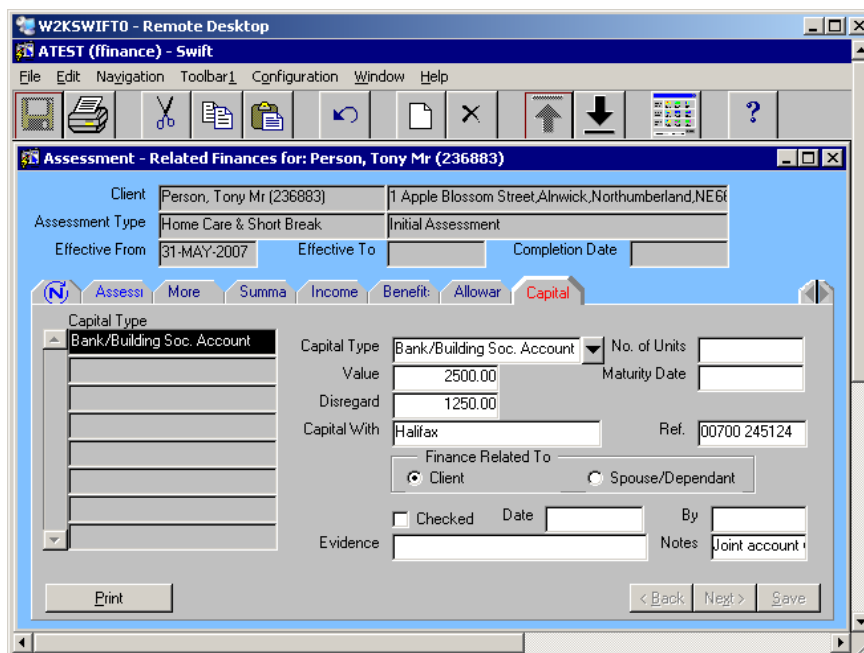 W2KSWIFT0 - Remote Desktop
ATEST (ffinance) - Swift
File Edit Navigation Toolbar1 Configuration Window Help
?
Assessment - Related Finances for: Person, Tony Mr (236883)
Client Person, Tony Mr (236883) 1 Apple Blossom Street,Alnwick,Northumberland,NE66
Assessment Type Home Care & Short Break Initial Assessment
Effective From 31-MAY-2007 Effective To Completion Date
N Assessi More Summa Income Benefit: Allowar Capital
Capital Type
Bank/Building Soc. Account
Capital Type Bank/Building Soc. Account No. of Units
Value 2500.00 Maturity Date
Disregard 1250.00
Capital With Halifax Ref. 00700 245124
Finance Related To
Client Spouse/Dependant
Checked Date By
Evidence Notes Joint account
Print < Back Next > Save